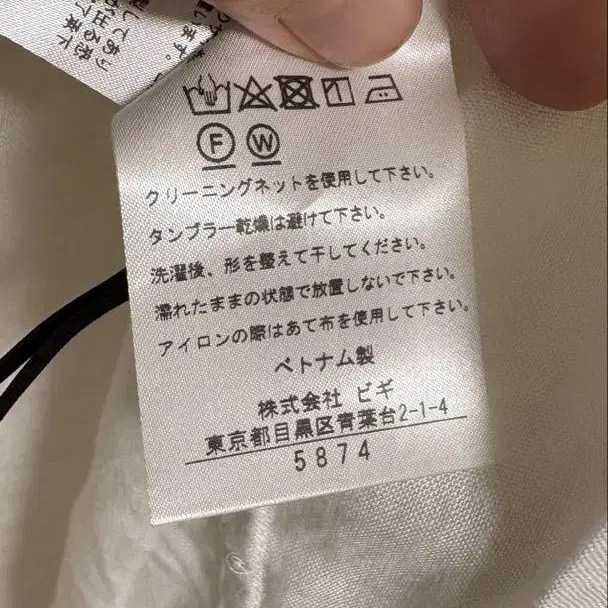 Ⓕ Ⓦ
クリーニングネットを使用して下さい。
タンブラー乾燥は避けて下さい。
洗濯後、形を整えて干してください。
濡れたままの状態で放置しないで下さい。
アイロンの際はあて布を使用して下さい。
ベトナム製
株式会社 ビギ
東京都目黒区青葉台2-1-4
5874